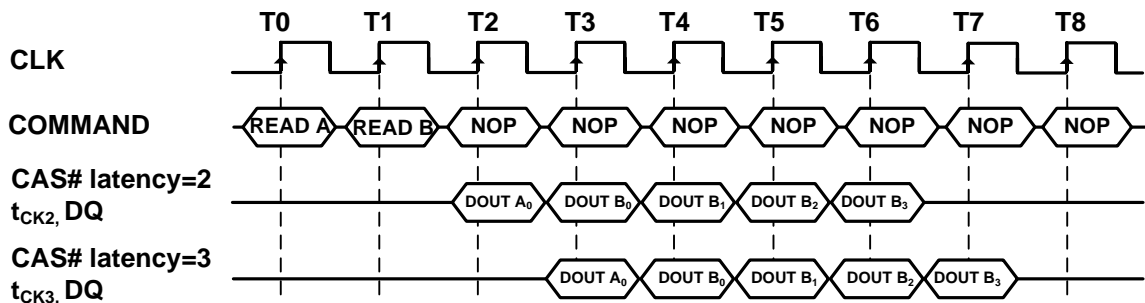 T0 T1 T2 T3 T4 T5 T6 T7 T8
CLK
COMMAND READ A READ B NOP NOP NOP NOP NOP NOP NOP
CAS# latency=2
tCK2, DQ DOUT A0 DOUT B0 DOUT B1 DOUT B2 DOUT B3
CAS# latency=3
tCK3, DQ DOUT A0 DOUT B0 DOUT B1 DOUT B2 DOUT B3